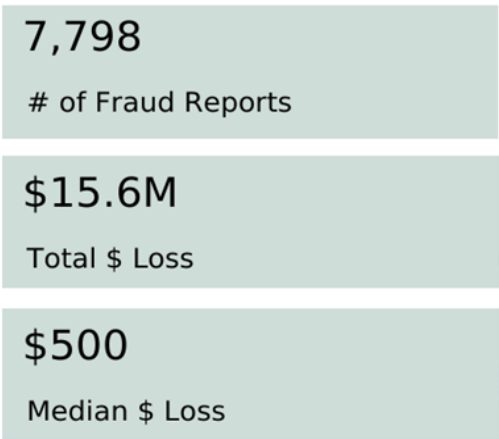 7,798
# of Fraud Reports
$15.6M
Total $ Loss
$500
Median $ Loss